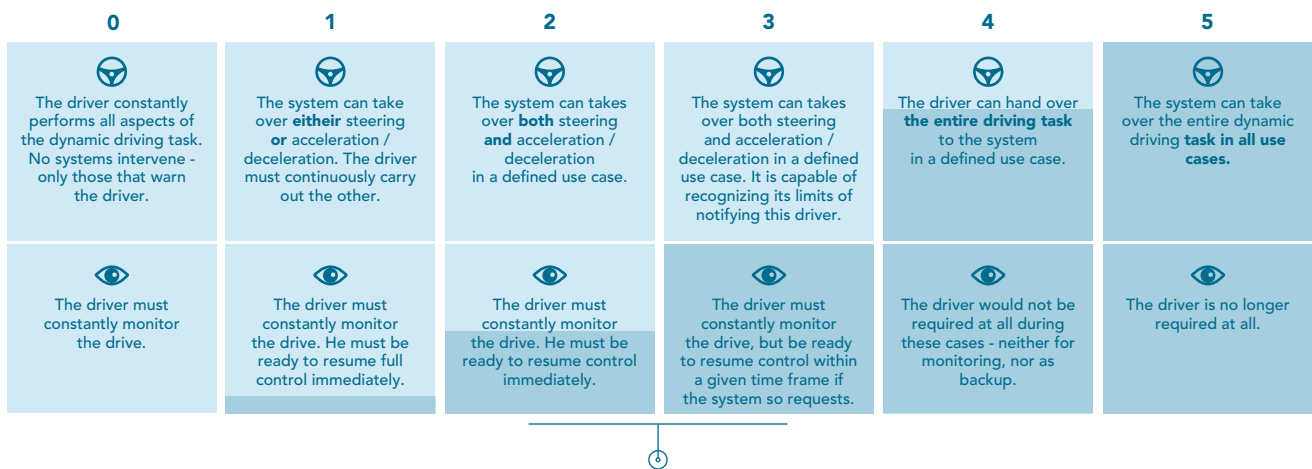 0
The driver constantly
performs all aspects of
the dynamic driving task.
No systems intervene -
only those that warn
the driver.
The driver must
constantly monitor
the drive.
1
The system can take
over eitheir steering
or acceleration /
deceleration. The driver
must continuously carry
out the other.
The driver must
constantly monitor
the drive. He must be
ready to resume full
control immediately.
2
The system can takes
over both steering
and acceleration /
deceleration
in a defined use case.
The driver must
constantly monitor
the drive. He must be
ready to resume control
immediately.
3
The system can takes
over both steering
and acceleration /
deceleration in a defined
use case. It is capable of
recognizing its limits of
notifying this driver.
The driver must
constantly monitor
the drive, but be ready
to resume control within
a given time frame if
the system so requests.
4
The driver can hand over
the entire driving task
to the system
in a defined use case.
The driver would not be
required at all during
these cases - neither for
monitoring, nor as
backup.
5
The system can take
over the entire dynamic
driving task in all use
cases.
The driver is no longer
required at all.